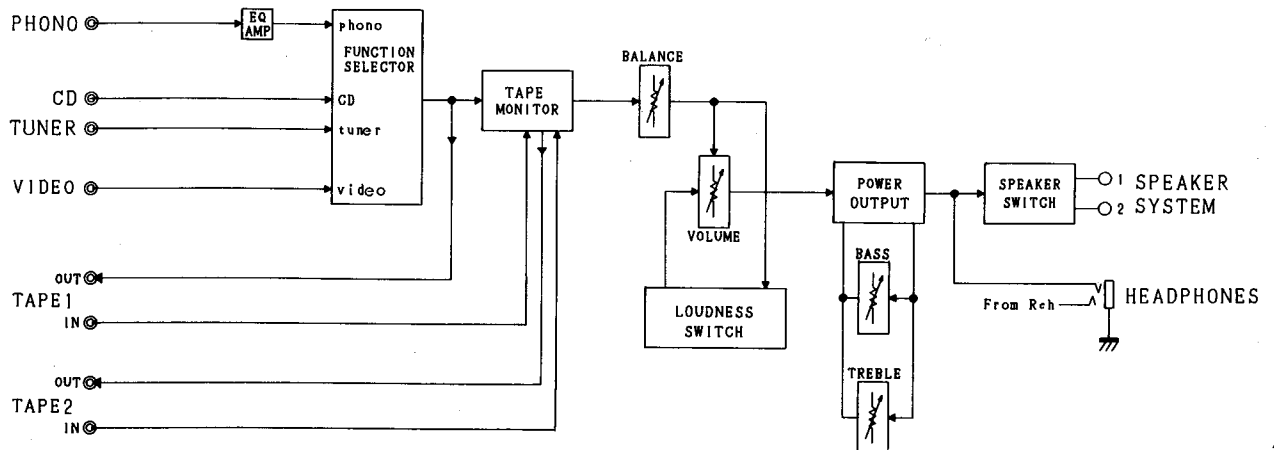 PHONO
EQ
AMP
phono
FUNCTION
SELECTOR
CD
CD
TUNER
tuner
VIDEO
video
TAPE
MONITOR
BALANCE
VOLUME
LOUDNESS
SWITCH
POWER
OUTPUT
BASS
TREBLE
SPEAKER
SWITCH
1
2
SPEAKER
SYSTEM
From Rch
HEADPHONES
OUT
TAPE1
IN
OUT
TAPE2
IN